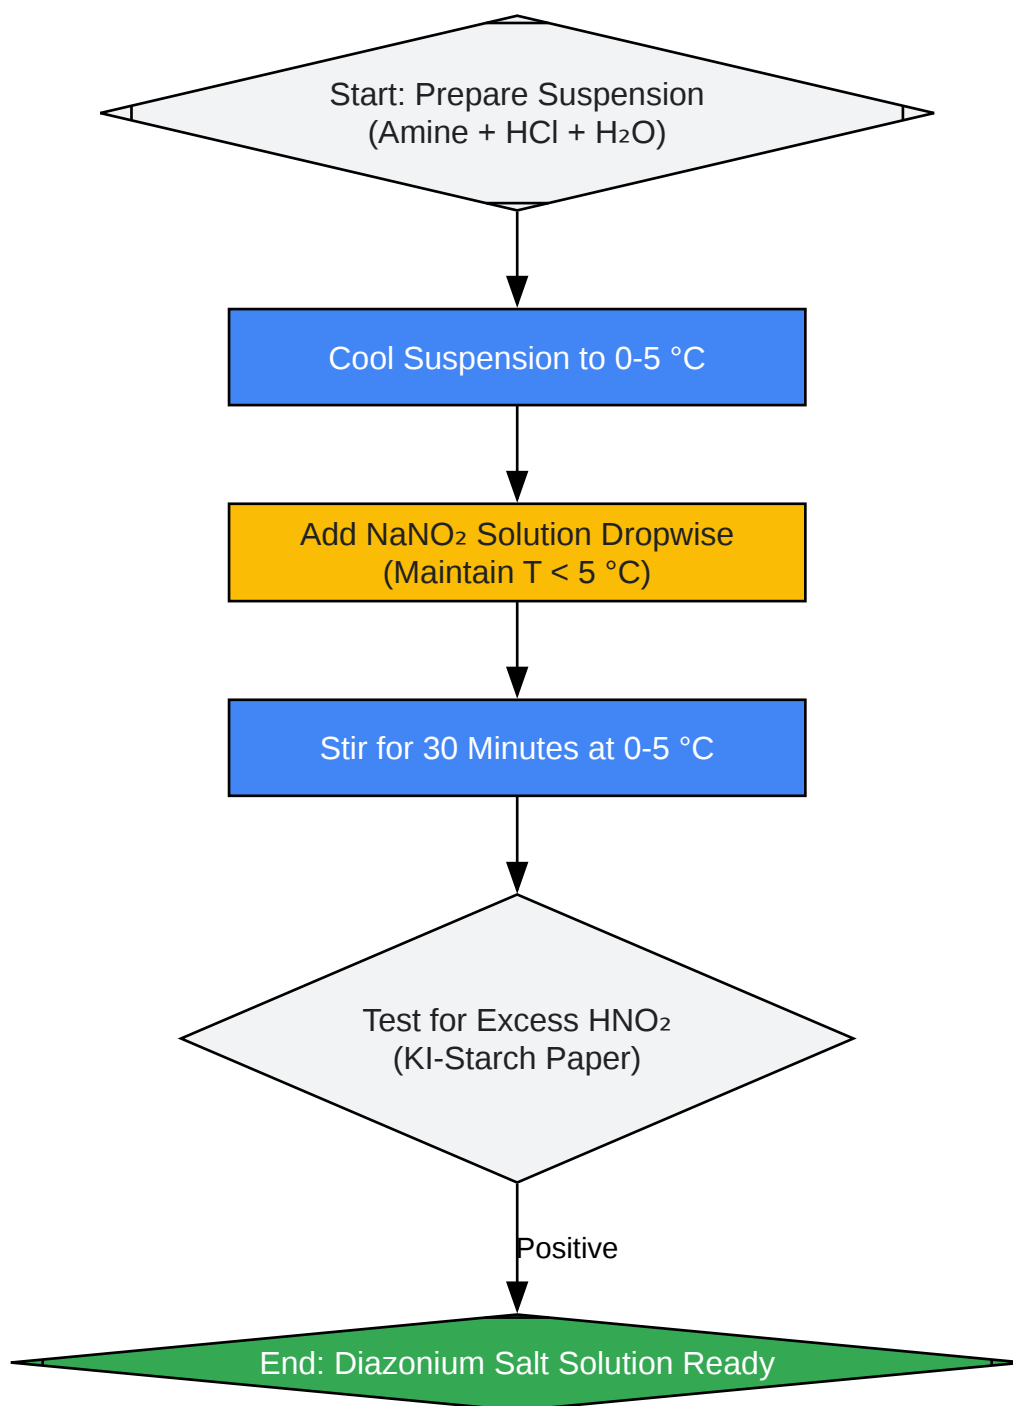 Start: Prepare Suspension
(Amine + HCl + H₂O)
Cool Suspension to 0-5 °C
Add NaNO₂ Solution Dropwise
(Maintain T < 5 °C)
Stir for 30 Minutes at 0-5 °C
Test for Excess HNO₂
(KI-Starch Paper)
Positive
End: Diazonium Salt Solution Ready